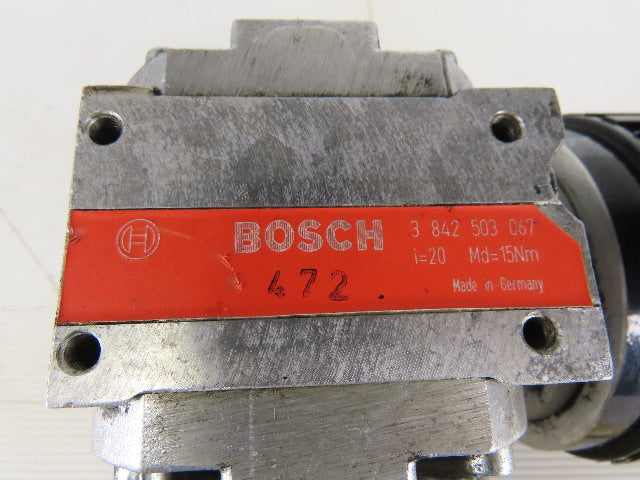 BOSCH 3 842 503 067
i=20 Md=15Nm
472. Made in Germany